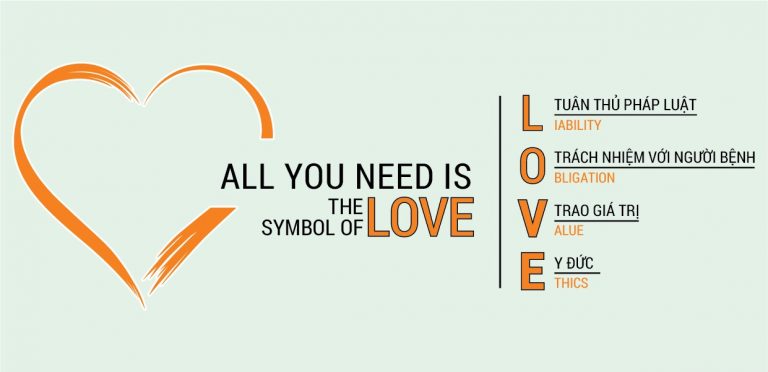 ALL YOU NEED IS
THE
SYMBOL OF LOVE
L TUÂN THỦ PHÁP LUẬT
IABILITY
O TRÁCH NHIỆM VỚI NGƯỜI BỆNH
BLIGATION
V TRAO GIÁ TRỊ
ALUE
E Y ĐỨC
THICS